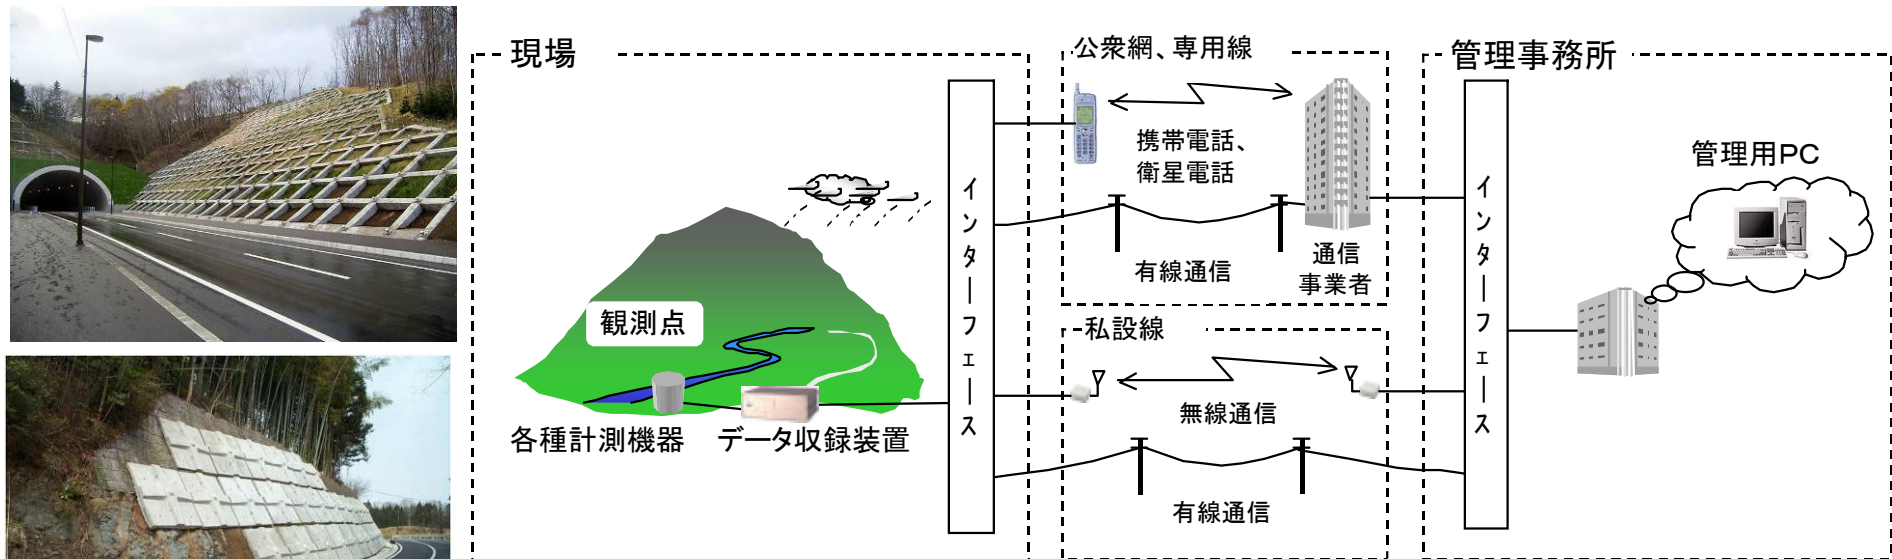 現場
観測点
各種計測機器
データ収録装置
インターフェース
公衆網、専用線
携帯電話、
衛星電話
有線通信
通信
事業者
私設線
無線通信
有線通信
管理事務所
インターフェース
管理用PC